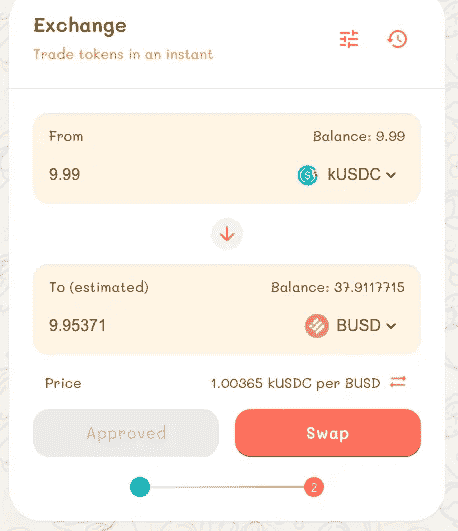 Exchange
Trade tokens in an instant
From Balance: 9.99
9.99 kUSDC
To (estimated) Balance: 37.9117715
9.95371 BUSD
Price 1.00365 kUSDC per BUSD
Approved Swap
2